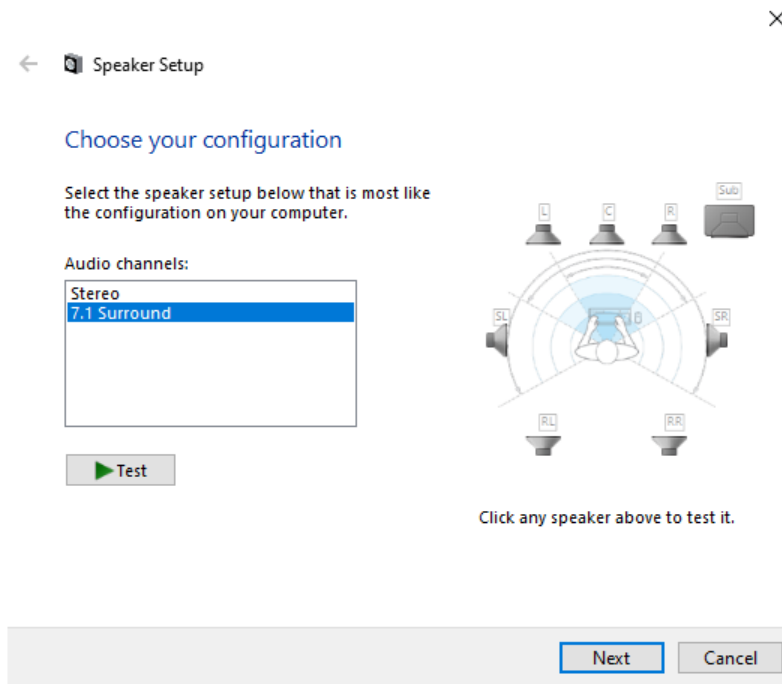 Speaker Setup
Choose your configuration
Select the speaker setup below that is most like
the configuration on your computer.
Audio channels:
Stereo
7.1 Surround
Test
Sub
L
C
R
SL
SR
RL
RR
Click any speaker above to test it.
Next
Cancel